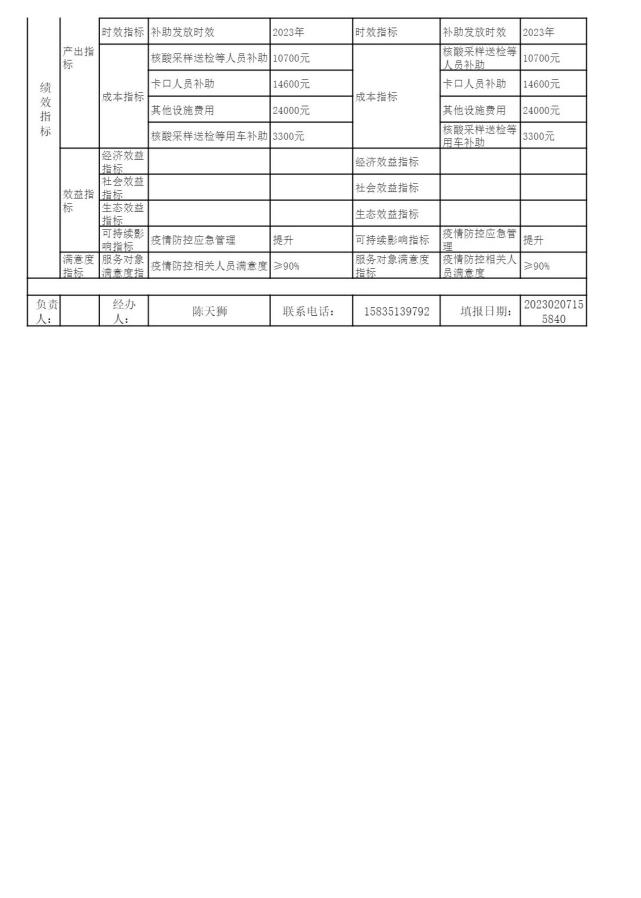 时效指标 补助发放时效 2023年 时效指标 补助发放时效 2023年
产出指
标
核酸采样送检等人员补助 10700元 核酸采样送检等
人员补助 10700元
绩
效
指
标
成本指标 卡口人员补助 14600元 成本指标 卡口人员补助 14600元
其他设施费用 24000元 其他设施费用 24000元
核酸采样送检等用车补助 3300元 核酸采样送检等
用车补助 3300元
效益指
标
经济效益
指标 经济效益指标
社会效益
指标 社会效益指标
生态效益
指标 生态效益指标
可持续影
响指标 疫情防控应急管理 提升 可持续影响指标 疫情防控应急管
理 提升
满意度
指标
服务对象
满意度指 疫情防控相关人员满意度 ≥90% 服务对象满意度
指标 疫情防控相关人
员满意度 ≥90%
负责
人：
经办
人：
陈天狮 联系电话： 15835139792 填报日期： 2023020715
5840